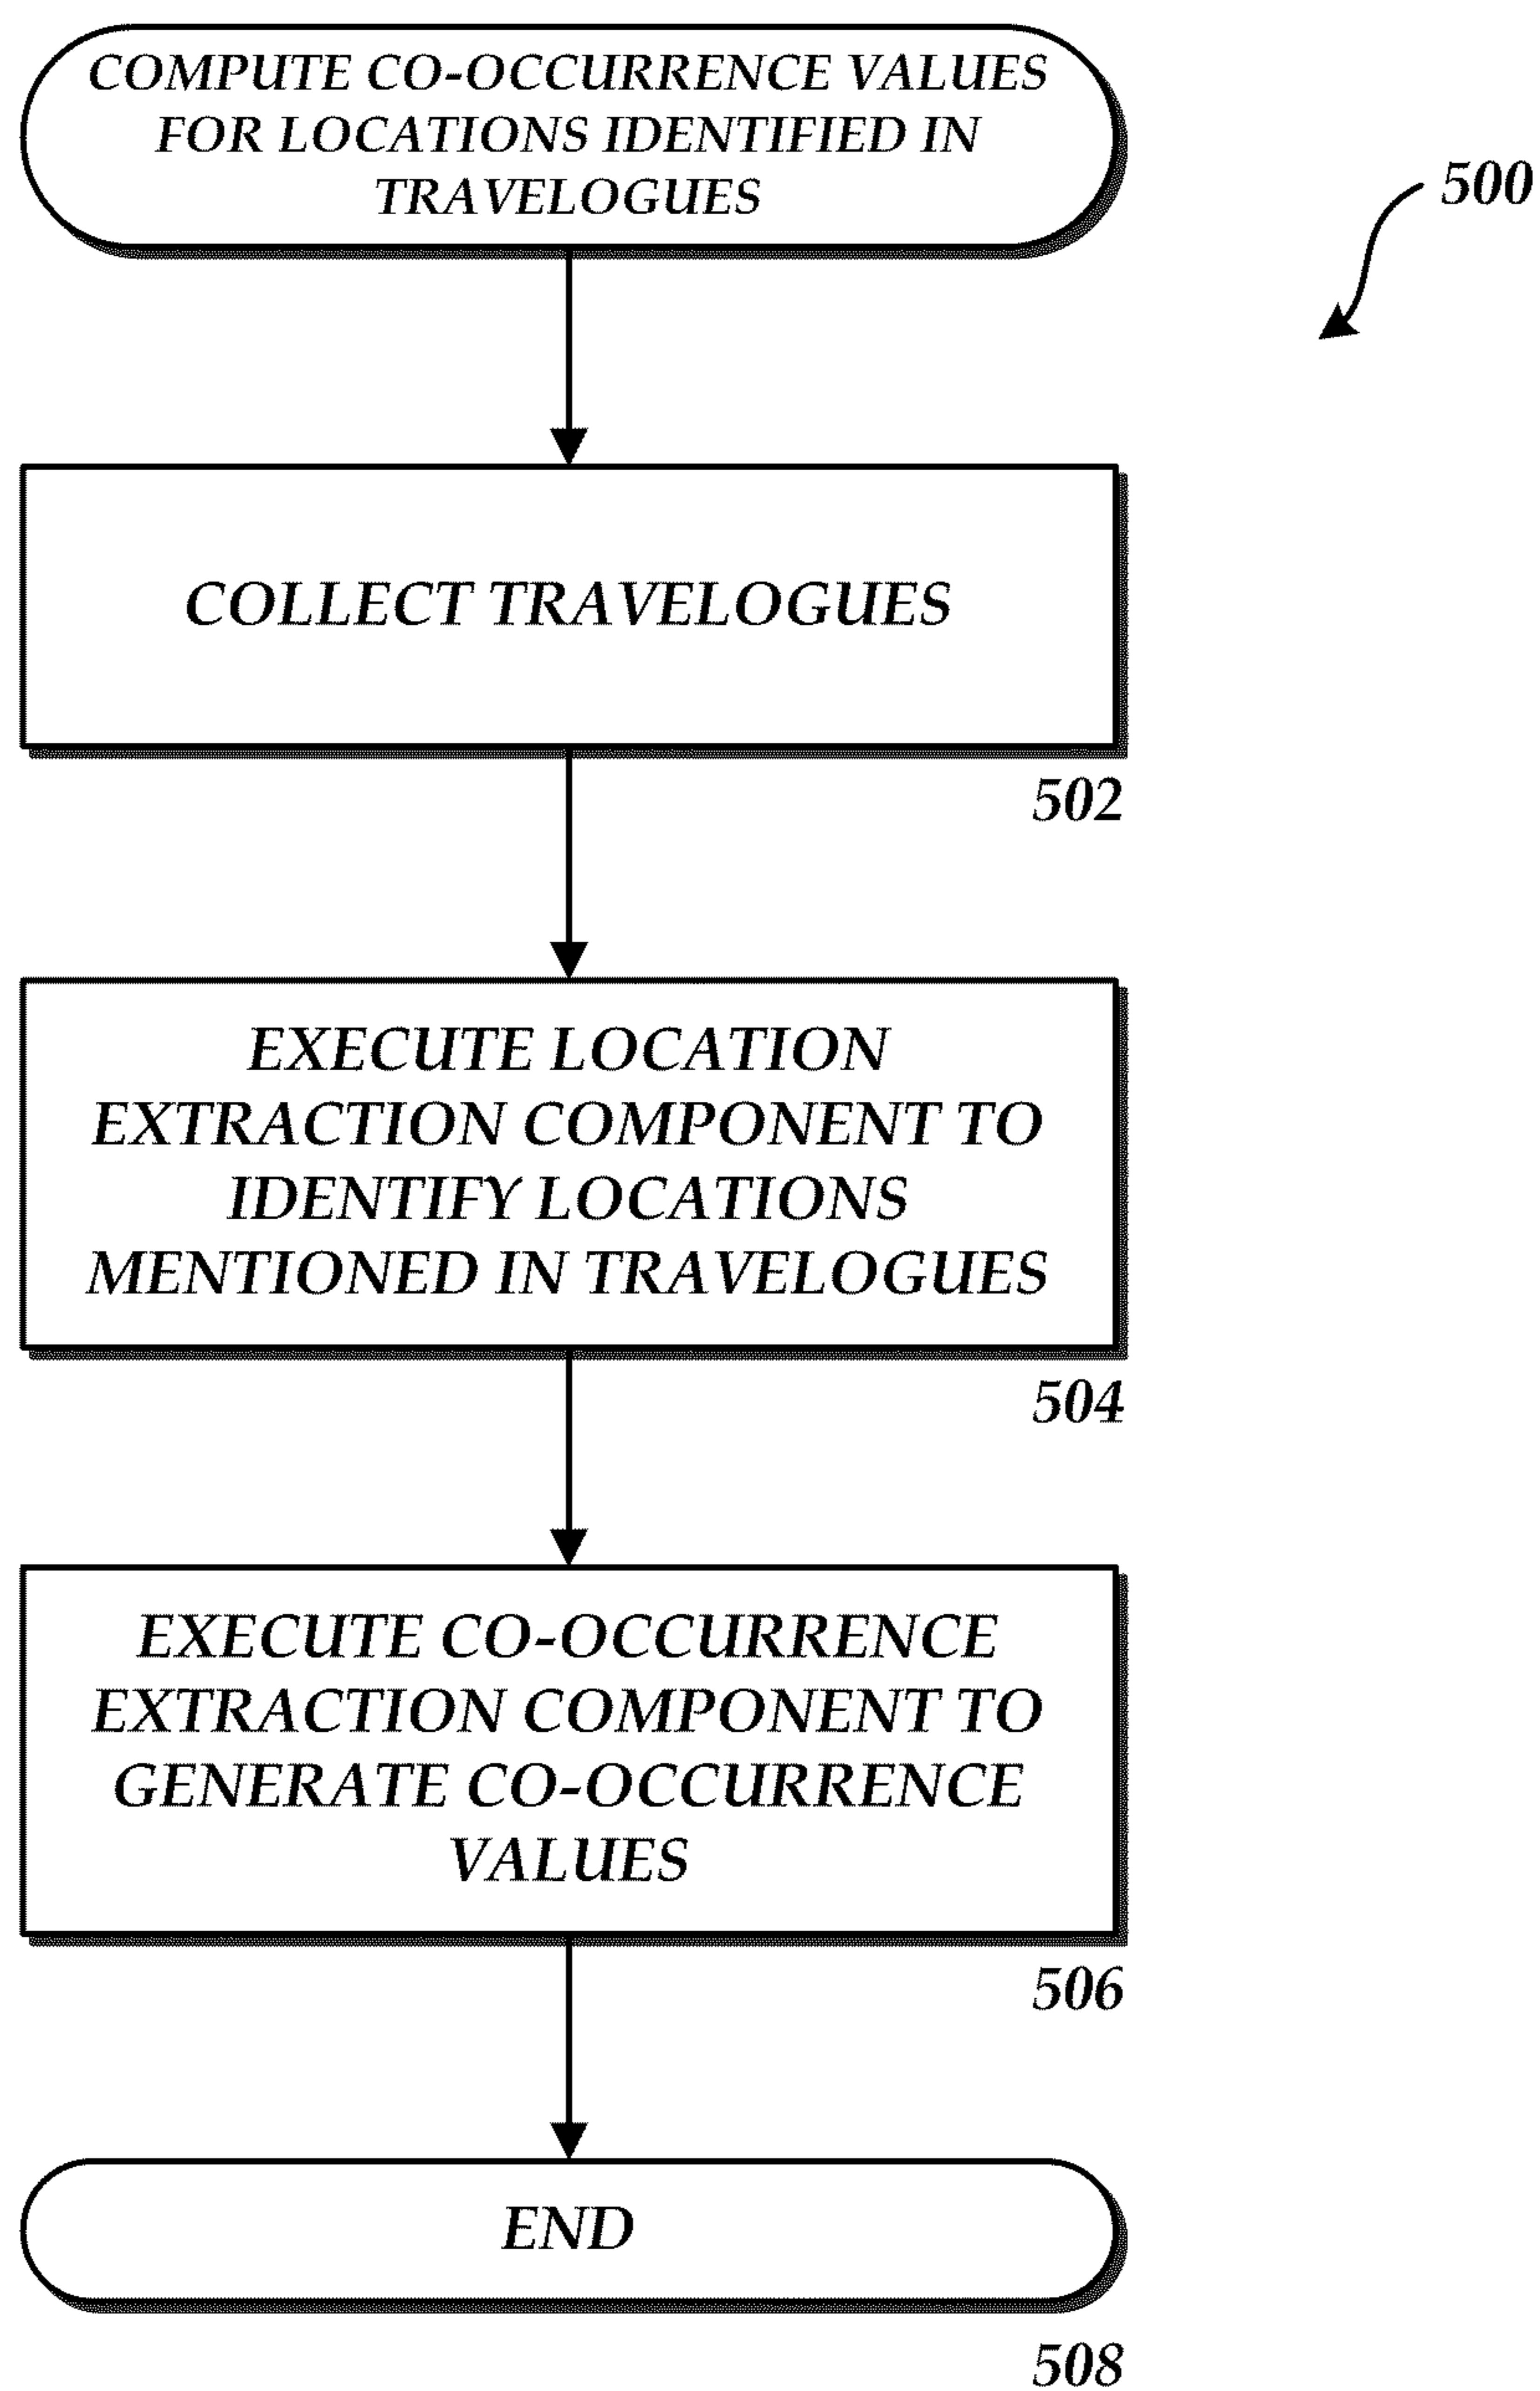 COMPUTE CO-OCCURRENCE VALUES
FOR LOCATIONS IDENTIFIED IN
TRAVELOGUES
500
COLLECT TRAVELOGUES
502
EXECUTE LOCATION
EXTRACTION COMPONENT TO
IDENTIFY LOCATIONS
MENTIONED IN TRAVELOGUES
504
EXECUTE CO-OCCURRENCE
EXTRACTION COMPONENT TO
GENERATE CO-OCCURRENCE
VALUES
506
END
508